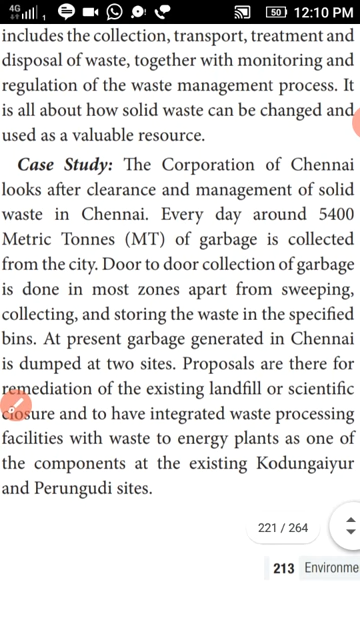 4G
50
12:10 PM
includes the collection, transport, treatment and
disposal of waste, together with monitoring and
regulation of the waste management process. It
is all about how solid waste can be changed and
used as a valuable resource.
Case Study: The Corporation of Chennai
looks after clearance and management of solid
waste in Chennai. Every day around 5400
Metric Tonnes (MT) of garbage is collected
from the city. Door to door collection of garbage
is done in most zones apart from sweeping,
collecting, and storing the waste in the specified
bins. At present garbage generated in Chennai
is dumped at two sites. Proposals are there for
remediation of the existing landfill or scientific
closure and to have integrated waste processing
facilities with waste to energy plants as one of
the components at the existing Kodungaiyur
and Perungudi sites.
221 / 264
213 Environme